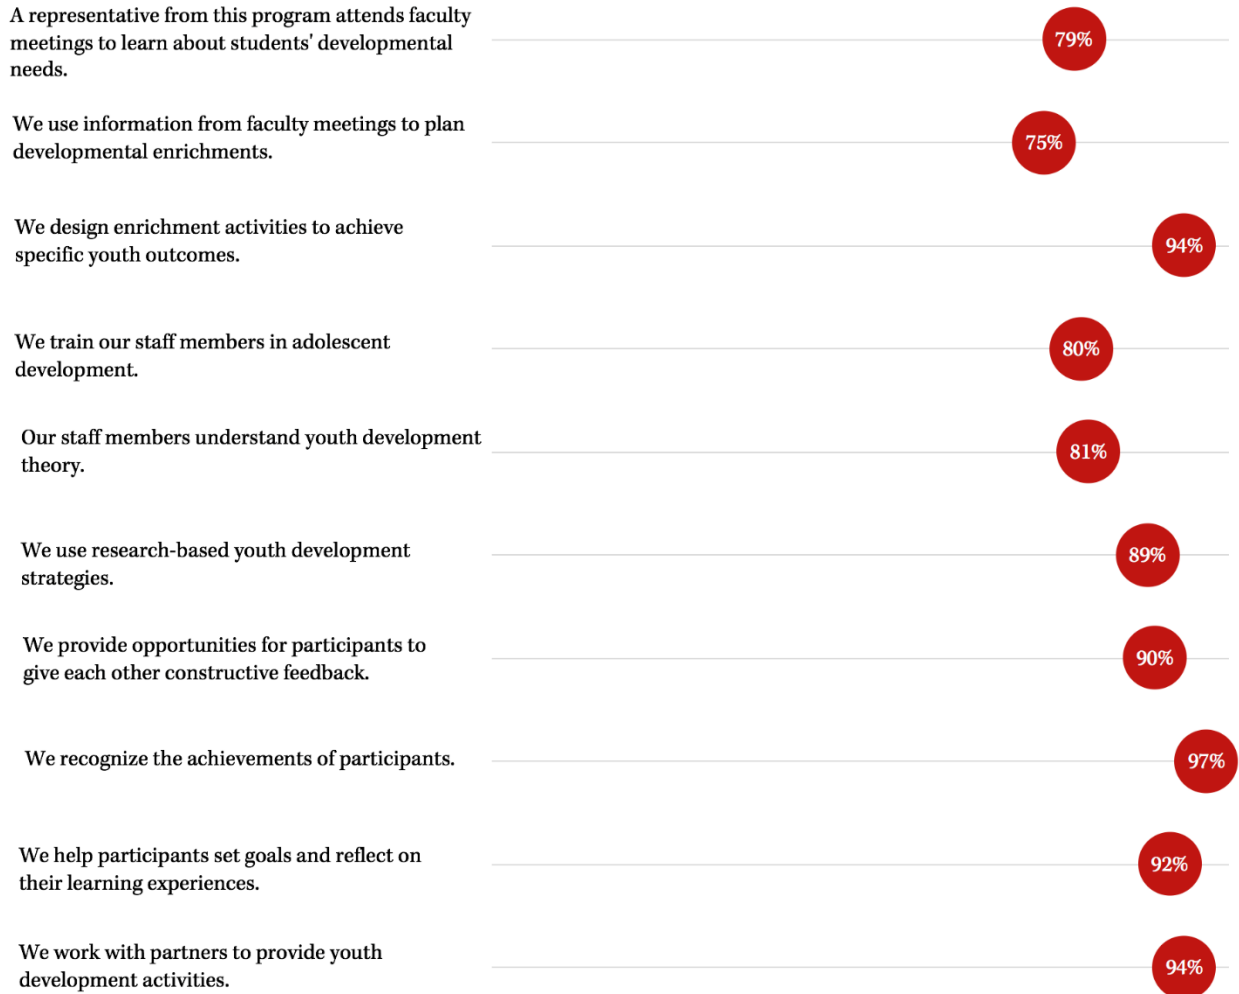 A representative from this program attends faculty
meetings to learn about students' developmental
needs.
79%
We use information from faculty meetings to plan
developmental enrichments.
75%
We design enrichment activities to achieve
specific youth outcomes.
94%
We train our staff members in adolescent
development.
80%
Our staff members understand youth development
theory.
81%
We use research-based youth development
strategies.
89%
We provide opportunities for participants to
give each other constructive feedback.
90%
We recognize the achievements of participants.
97%
We help participants set goals and reflect on
their learning experiences.
92%
We work with partners to provide youth
development activities.
94%